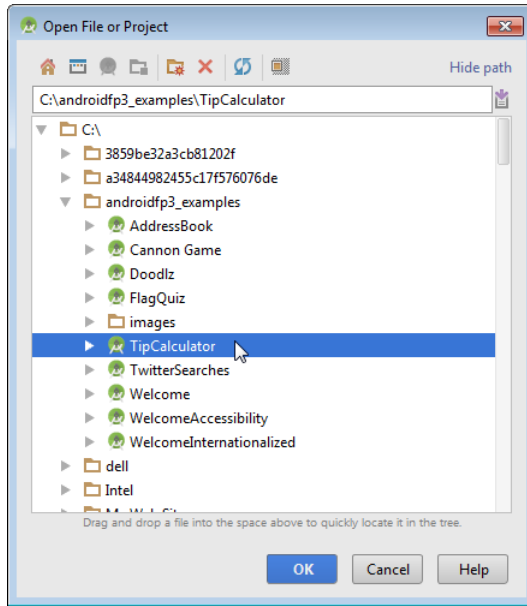 Open File or Project
Hide path
C:\androidfp3_examples\TipCalculator
C:\
3859be32a3cb81202f
a34844982455c17f576076de
androidfp3_examples
AddressBook
Cannon Game
Doodlz
FlagQuiz
images
TipCalculator
TwitterSearches
Welcome
WelcomeAccessibility
WelcomeInternationalized
dell
Intel
Drag and drop a file into the space above to quickly locate it in the tree.
OK
Cancel
Help